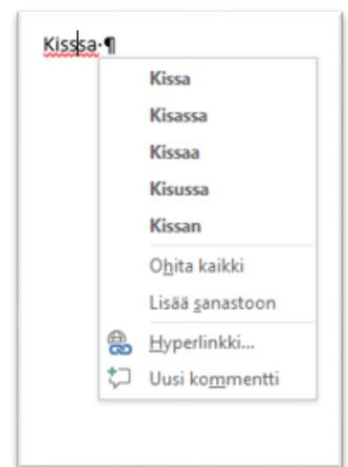 Kisssa·¶
Kissa
Kisassa
Kissaa
Kisussa
Kissan
Ohita kaikki
Lisää sanastoon
Hyperlinkki...
Uusi kommentti